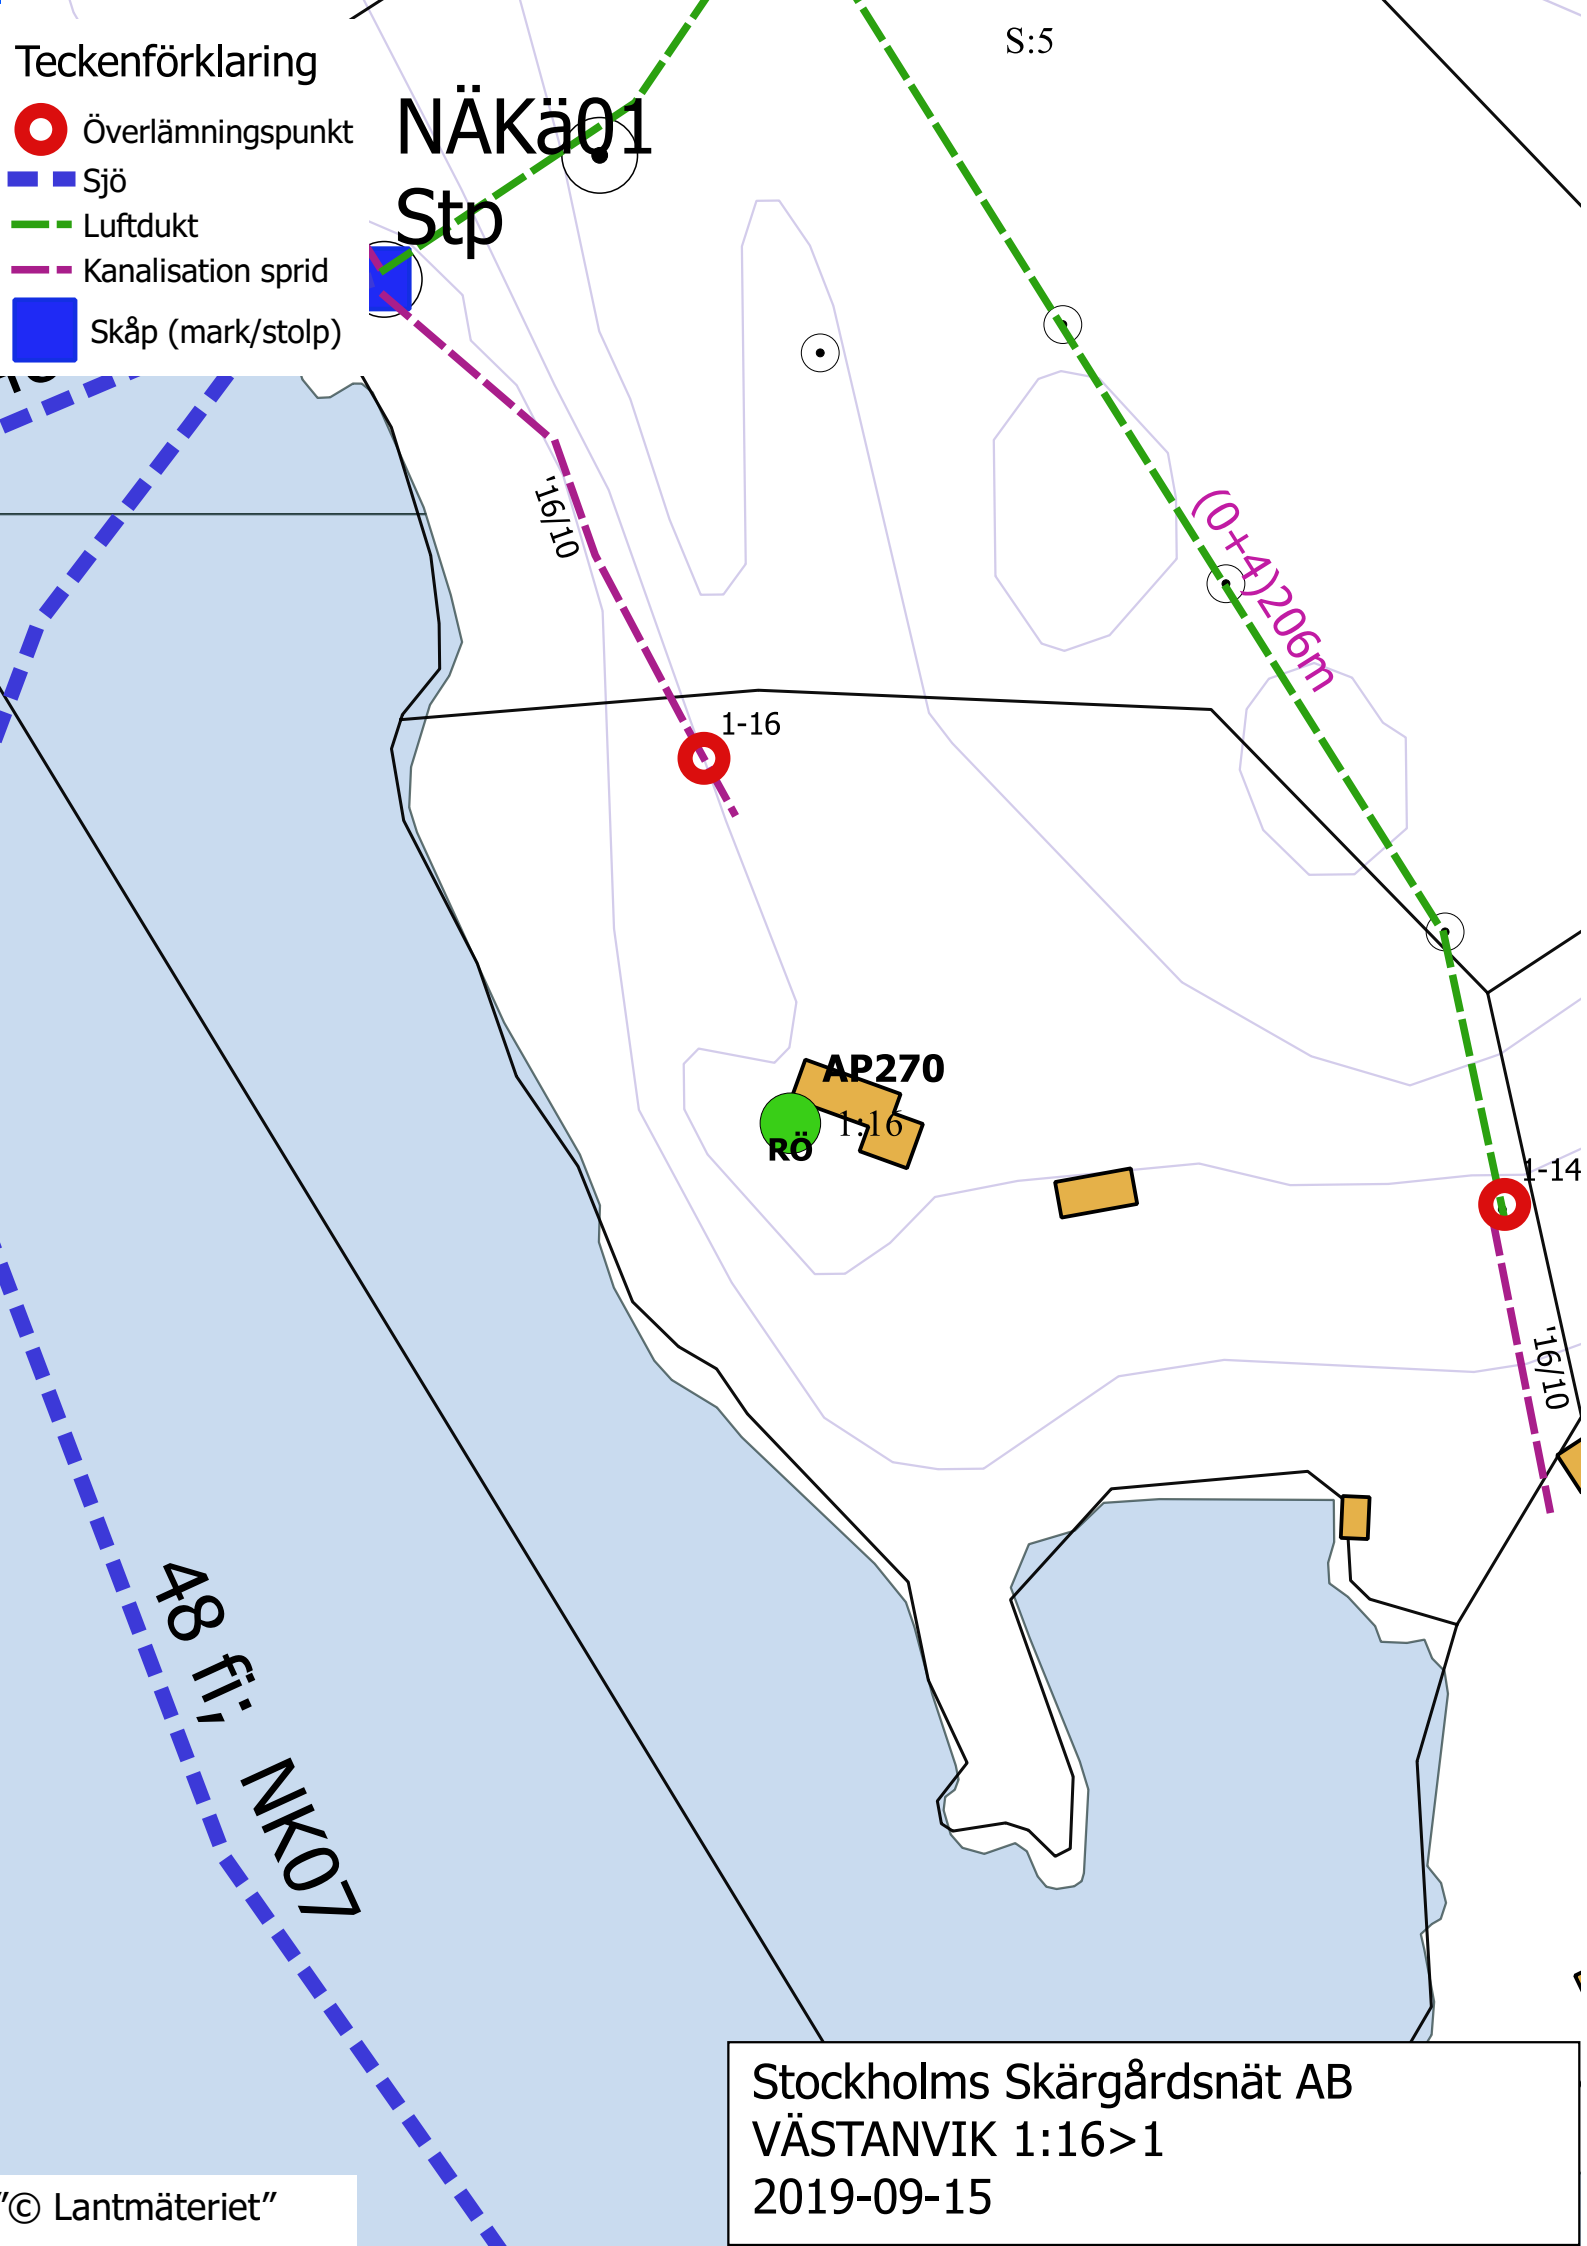 Teckenförklaring
Överlämningspunkt
Sjö
Luftdukt
Kanalisation sprid
Skåp (mark/stolp)
S:5
NÄKä01
Stp
'16/10
(0+4)206m
1-16
AP270
1:16
RÖ
1-14
'16/10
48 fi; NK07
Stockholms Skärgårdsnät AB
VÄSTANVIK 1:16>1
2019-09-15
"© Lantmäteriet"